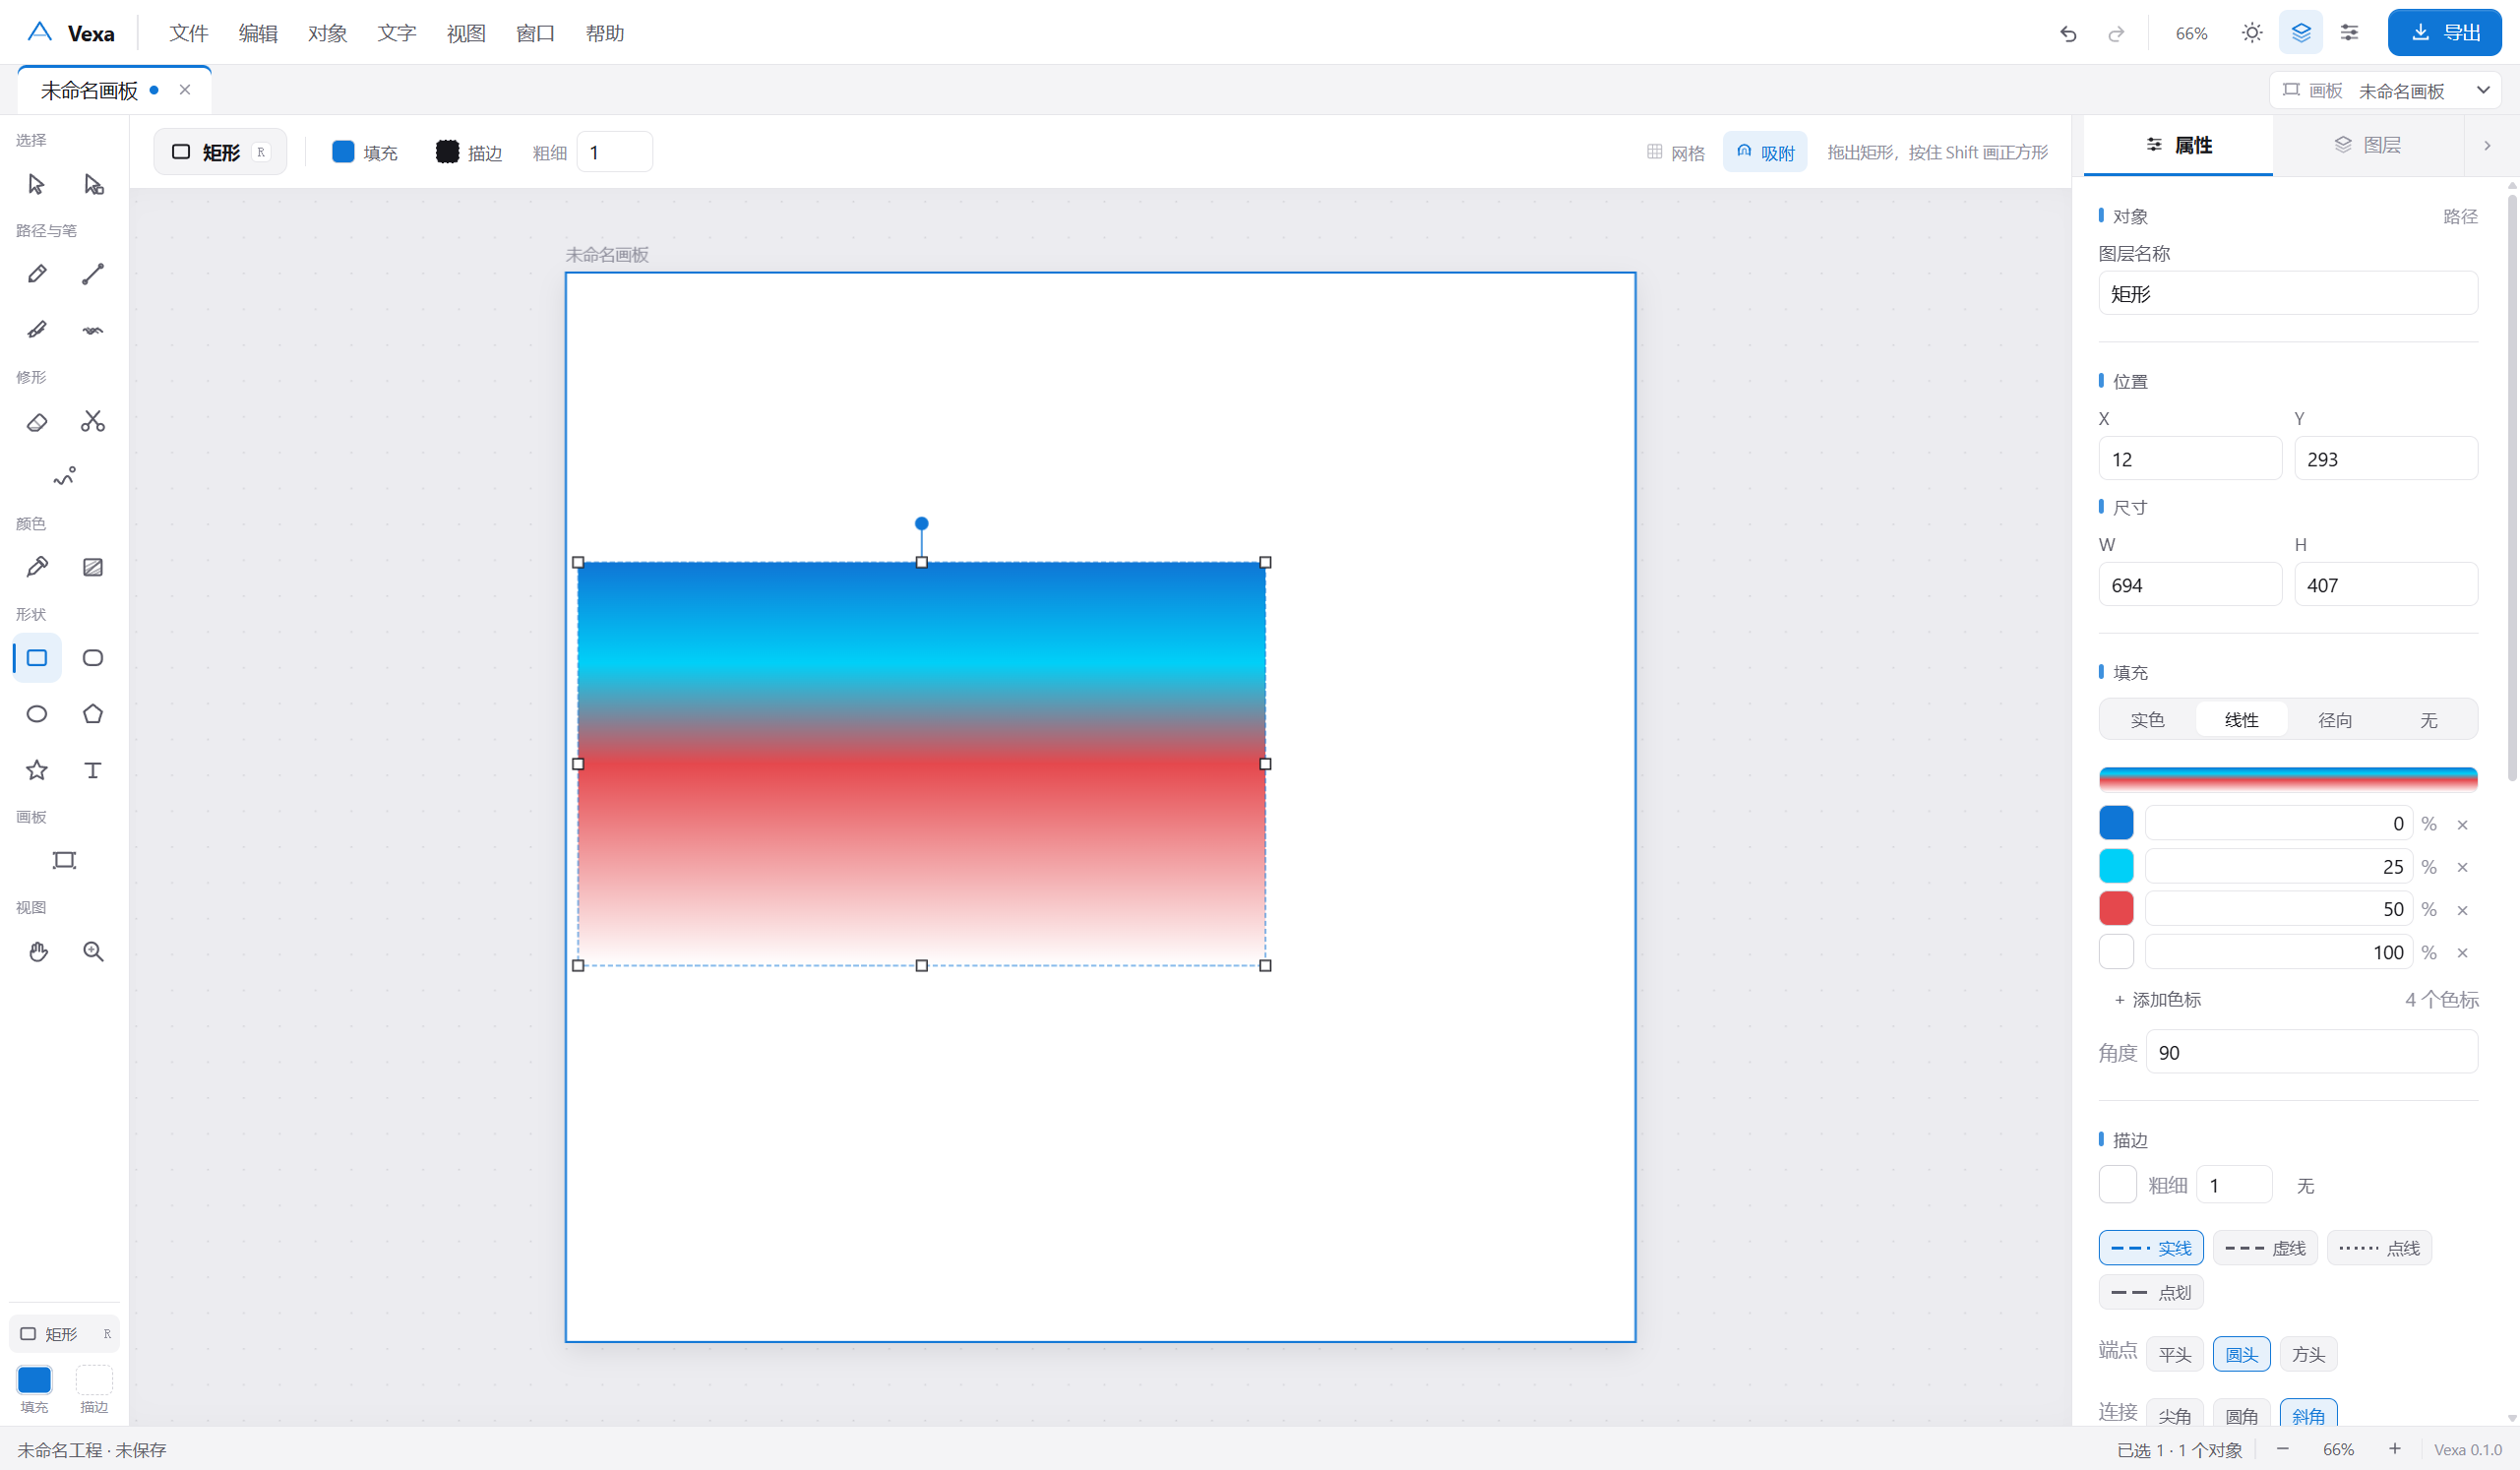 Vexa 文件 编辑 对象 文字 视图 窗口 帮助 66% 导出
未命名画板 画板 未命名画板
选择
路径与笔
修形
颜色
形状
画板
视图
矩形 R
填充 描边
矩形 R 填充 描边 粗细 1 网格 吸附 拖出矩形，按住 Shift 画正方形
未命名画板
属性 图层
对象 路径
图层名称
矩形
位置
X Y
12 293
尺寸
W H
694 407
填充
实色 线性 径向 无
0 %
25 %
50 %
100 %
+ 添加色标 4 个色标
角度 90
描边
粗细 1 无
实线 虚线 点线
点划
端点 平头 圆头 方头
连接 尖角 圆角 斜角
未命名工程 · 未保存 已选 1 · 1 个对象 66% Vexa 0.1.0